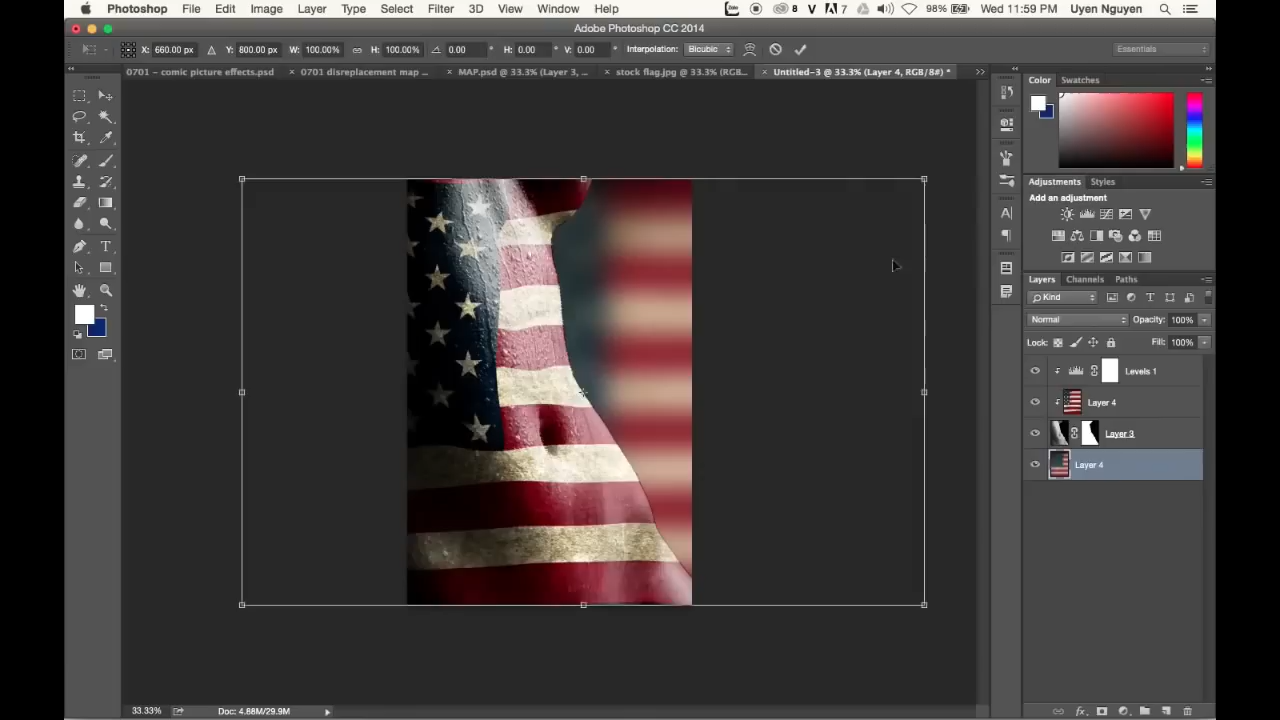 Photoshop File Edit Image Layer Type Select Filter 3D View Window Help 8 7 98% Wed 11:59 PM Uyen Nguyen
Adobe Photoshop CC 2014
X: 660.00 px Y: 800.00 px W: 100.00% H: 100.00% 0.00 ° H: 0.00 ° V: 0.00 ° Interpolation: Bicubic Essentials
0701 - comic picture effects.psd × 0701 disreplacement map ... × MAP.psd @ 33.3% (Layer 3, ... × stock flag.jpg @ 33.3% (RGB... × Untitled-3 @ 33.3% (Layer 4, RGB/8#) *
Color Swatches
Adjustments Styles
Add an adjustment
Layers Channels Paths
Kind
Normal Opacity: 100%
Lock: Fill: 100%
Levels 1
Layer 4
Layer 3
Layer 4
33.33% Doc: 4.88M/29.9M